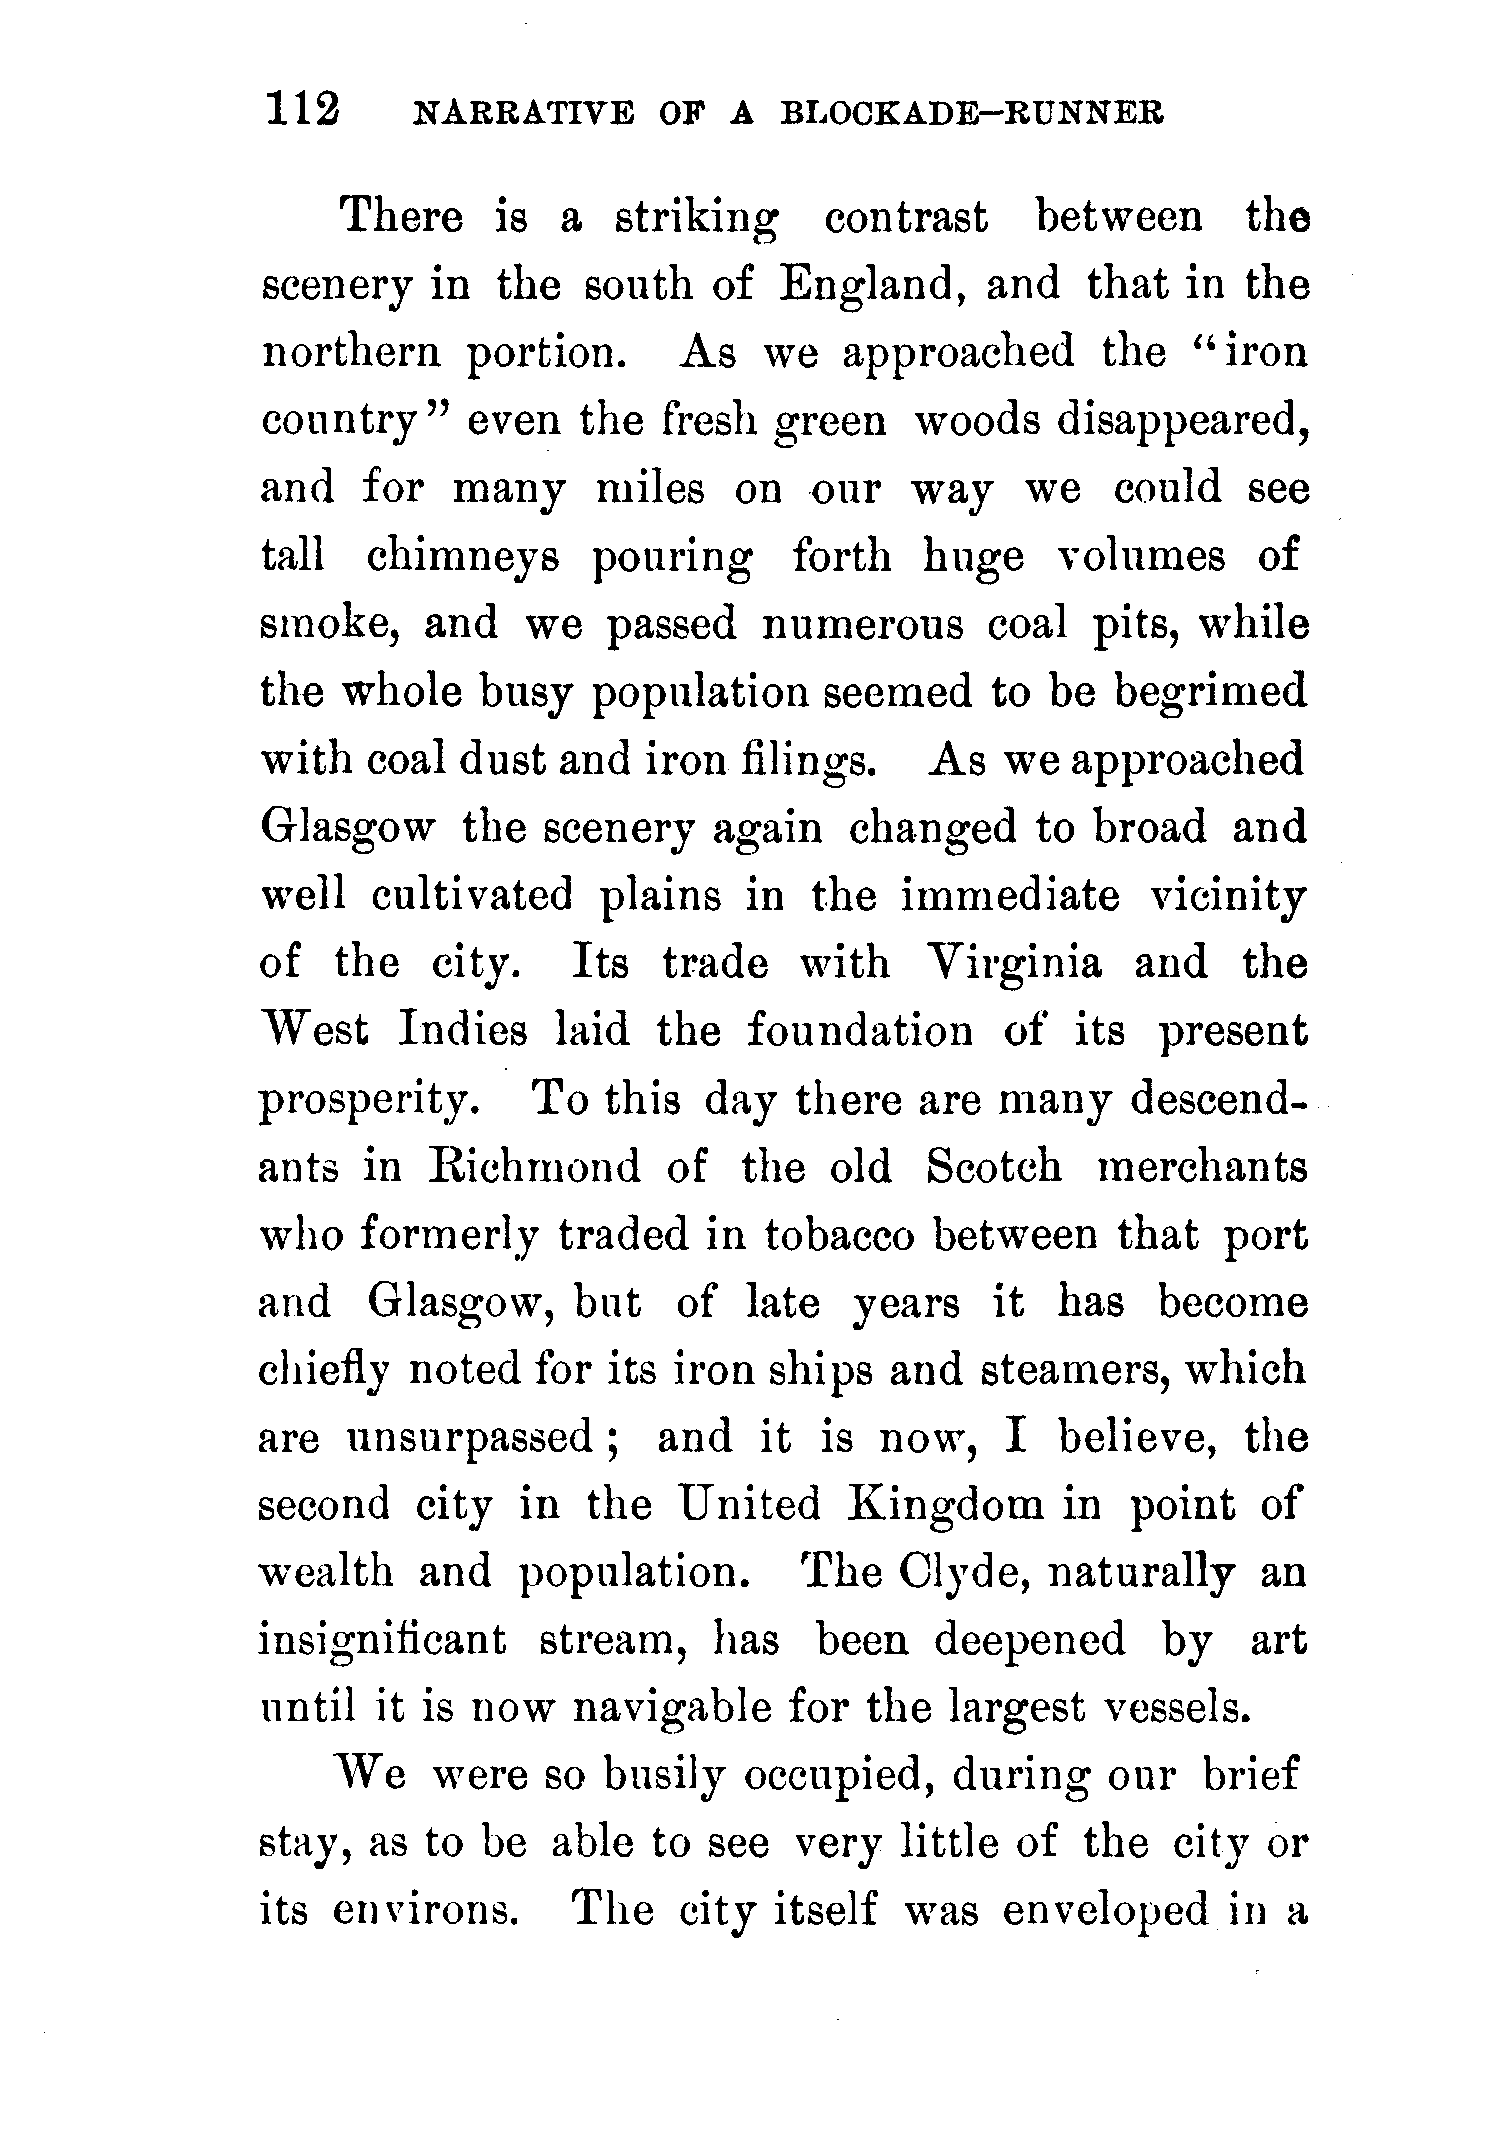 112 NARRATIVE OF A BLOCKADE-RUNNER
There is a striking contrast between the
scenery in the south of England, and that in the
northern portion. As we approached the “iron
country” even the fresh green woods disappeared,
and for many miles on our way we could see
tall chimneys pouring forth huge volumes of
smoke, and we passed numerous coal pits, while
the whole busy population seemed to be begrimed
with coal dust and iron filings. As we approached
Glasgow the scenery again changed to broad and
well cultivated plains in the immediate vicinity
of the city. Its trade with Virginia and the
West Indies laid the foundation of its present
prosperity. To this day there are many descend-
ants in Richmond of the old Scotch merchants
who formerly traded in tobacco between that port
and Glasgow, but of late years it has become
chiefly noted for its iron ships and steamers, which
are unsurpassed; and it is now, I believe, the
second city in the United Kingdom in point of
wealth and population. The Clyde, naturally an
insignificant stream, has been deepened by art
until it is now navigable for the largest vessels.
We were so busily occupied, during our brief
stay, as to be able to see very little of the city or
its environs. The city itself was enveloped in a